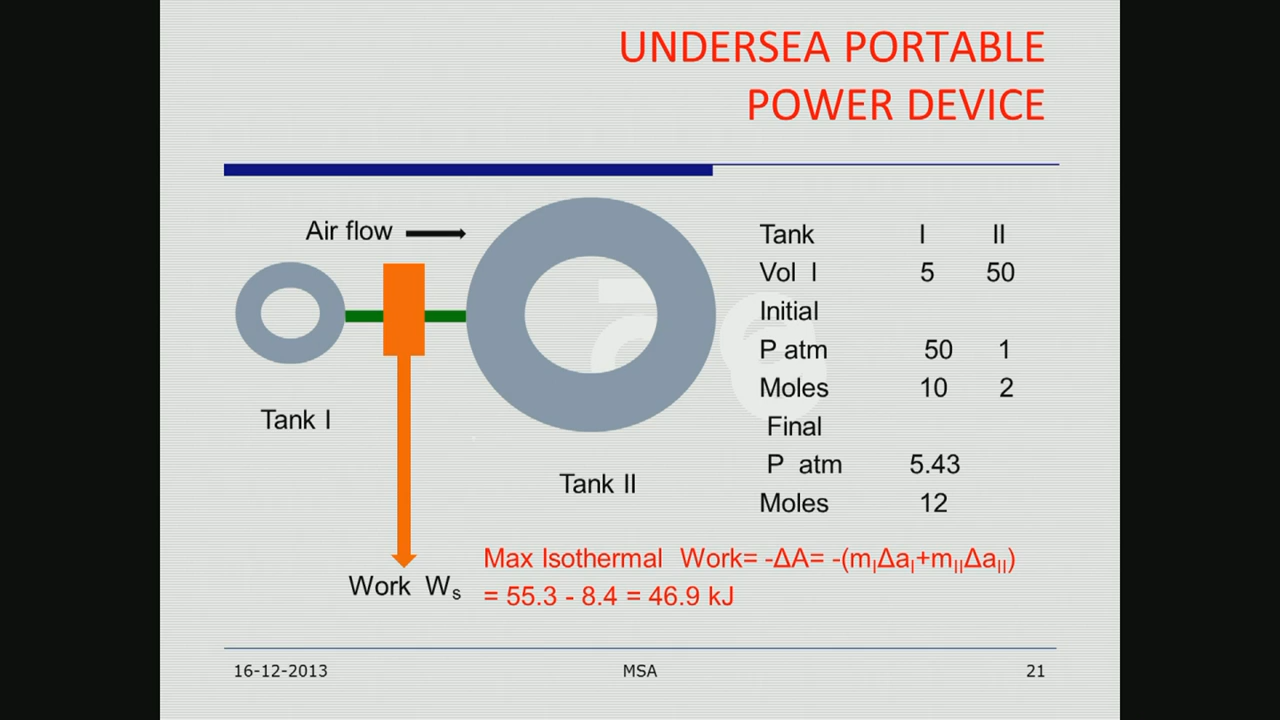 UNDERSEA PORTABLE
POWER DEVICE
Air flow
Tank I
Tank II
Work Wₛ
Tank I II
Vol l 5 50
Initial
P atm 50 1
Moles 10 2
Final
P atm 5.43
Moles 12
Max Isothermal Work= -ΔA= -(mIΔaI+mIIΔaII)
= 55.3 - 8.4 = 46.9 kJ
16-12-2013 MSA 21